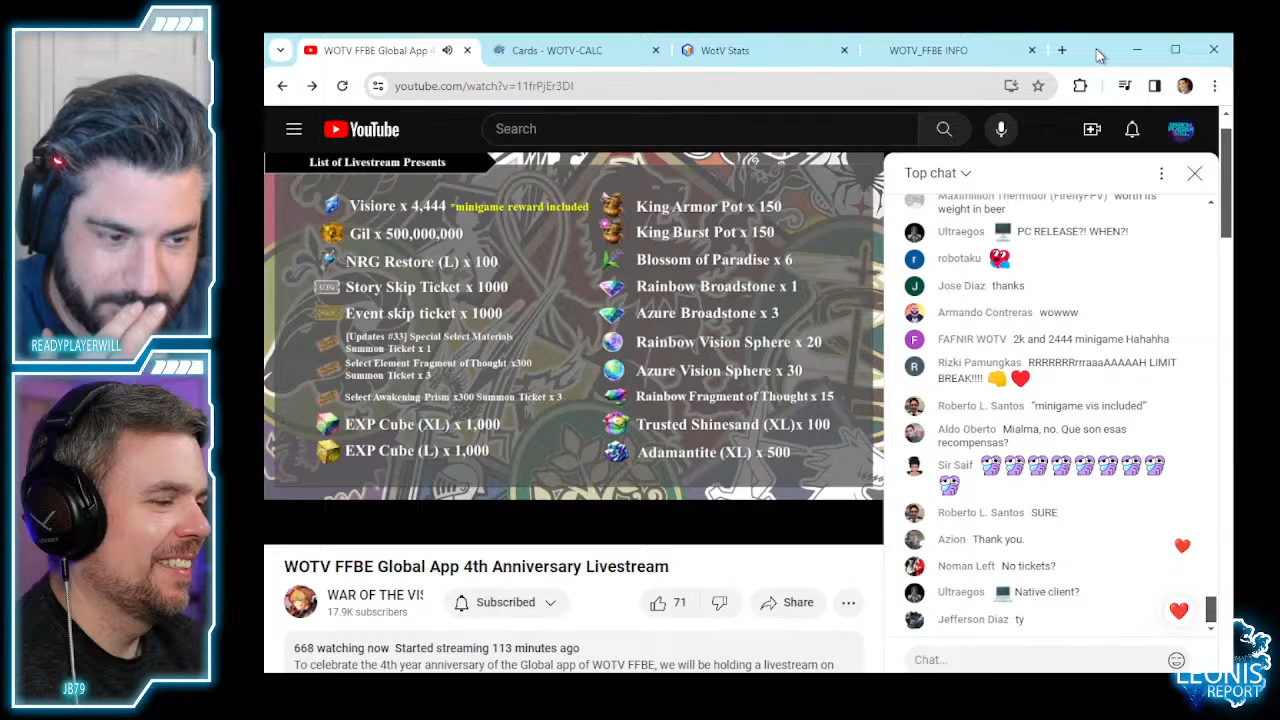 WOTV FFBE Global App 4
Cards - WOTV-CALC
WotV Stats
WOTV_FFBE INFO
youtube.com/watch?v=11frPjEr3DI
YouTube
Search
List of Livestream Presents
Visiore x 4,444 *minigame reward included
Gil x 500,000,000
NRG Restore (L) x 100
Story Skip Ticket x 1000
Event skip ticket x 1000
[Updates #33] Special Select Materials
Summon Ticket x 1
Select Element Fragment of Thought x300
Summon Ticket x 3
Select Awakening Prism x300 Summon Ticket x 3
EXP Cube (XL) x 1,000
EXP Cube (L) x 1,000
King Armor Pot x 150
King Burst Pot x 150
Blossom of Paradise x 6
Rainbow Broadstone x 1
Azure Broadstone x 3
Rainbow Vision Sphere x 20
Azure Vision Sphere x 30
Rainbow Fragment of Thought x 15
Trusted Shinesand (XL)x 100
Adamantite (XL) x 500
Top chat
Maximillion Thermidor (FireflyFPV) worth its
weight in beer
Ultraegos PC RELEASE?! WHEN?!
robotaku
Jose Diaz thanks
Armando Contreras wowww
FAFNIR WOTV 2k and 2444 minigame Hahahha
Rizki Pamungkas RRRRRRRrrraaAAAAAH LIMIT
BREAK!!!!
Roberto L. Santos "minigame vis included"
Aldo Oberto Mialma, no. Que son esas
recompensas?
Sir Saif
Roberto L. Santos SURE
Azion Thank you.
Noman Left No tickets?
Ultraegos Native client?
Jefferson Diaz ty
Chat...
WOTV FFBE Global App 4th Anniversary Livestream
WAR OF THE VIS
17.9K subscribers
Subscribed
71
Share
668 watching now Started streaming 113 minutes ago
To celebrate the 4th year anniversary of the Global app of WOTV FFBE, we will be holding a livestream on
READYPLAYERWILL
JB79
LEONIS
REPORT